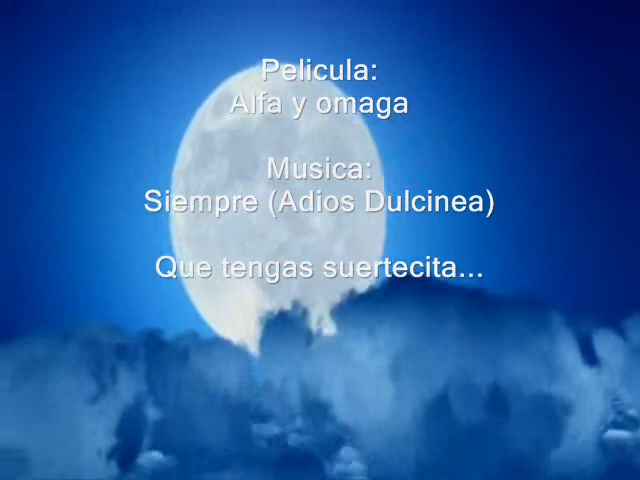 Pelicula:
Alfa y omaga
Musica:
Siempre (Adios Dulcinea)
Que tengas suertecita...